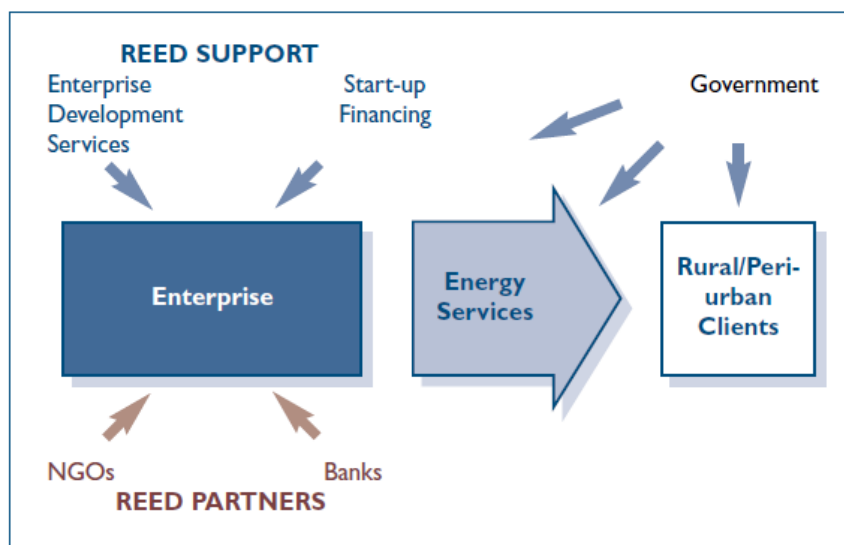 REED SUPPORT
Enterprise
Development
Services
Start-up
Financing
Government
Enterprise
Energy
Services
Rural/Peri-
urban
Clients
NGOs
Banks
REED PARTNERS